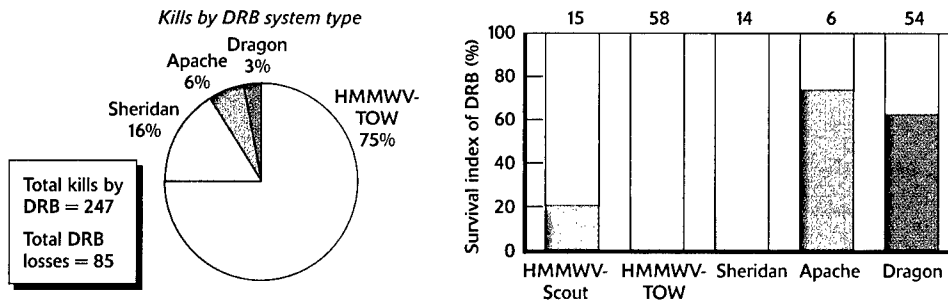 Kills by DRB system type
Dragon
3%
Apache
6%
Sheridan
16%
HMMWV-
TOW
75%
Total kills by
DRB = 247
Total DRB
losses = 85
15 58 14 6 54
Survival index of DRB (%)
100
80
60
40
20
0
HMMWV-
Scout
HMMWV-
TOW
Sheridan
Apache
Dragon